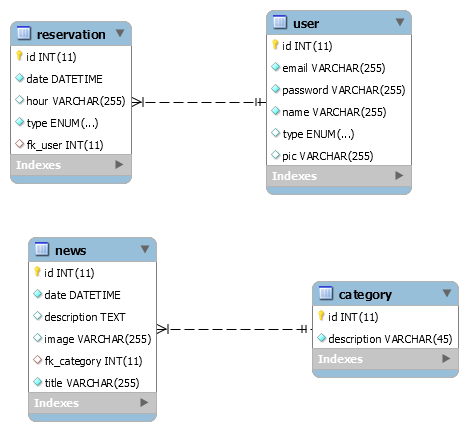 reservation
id INT(11)
date DATETIME
hour VARCHAR(255)
type ENUM(...)
fk_user INT(11)
Indexes
user
id INT(11)
email VARCHAR(255)
password VARCHAR(255)
name VARCHAR(255)
type ENUM(...)
pic VARCHAR(255)
Indexes
news
id INT(11)
date DATETIME
description TEXT
image VARCHAR(255)
fk_category INT(11)
title VARCHAR(255)
Indexes
category
id INT(11)
description VARCHAR(45)
Indexes